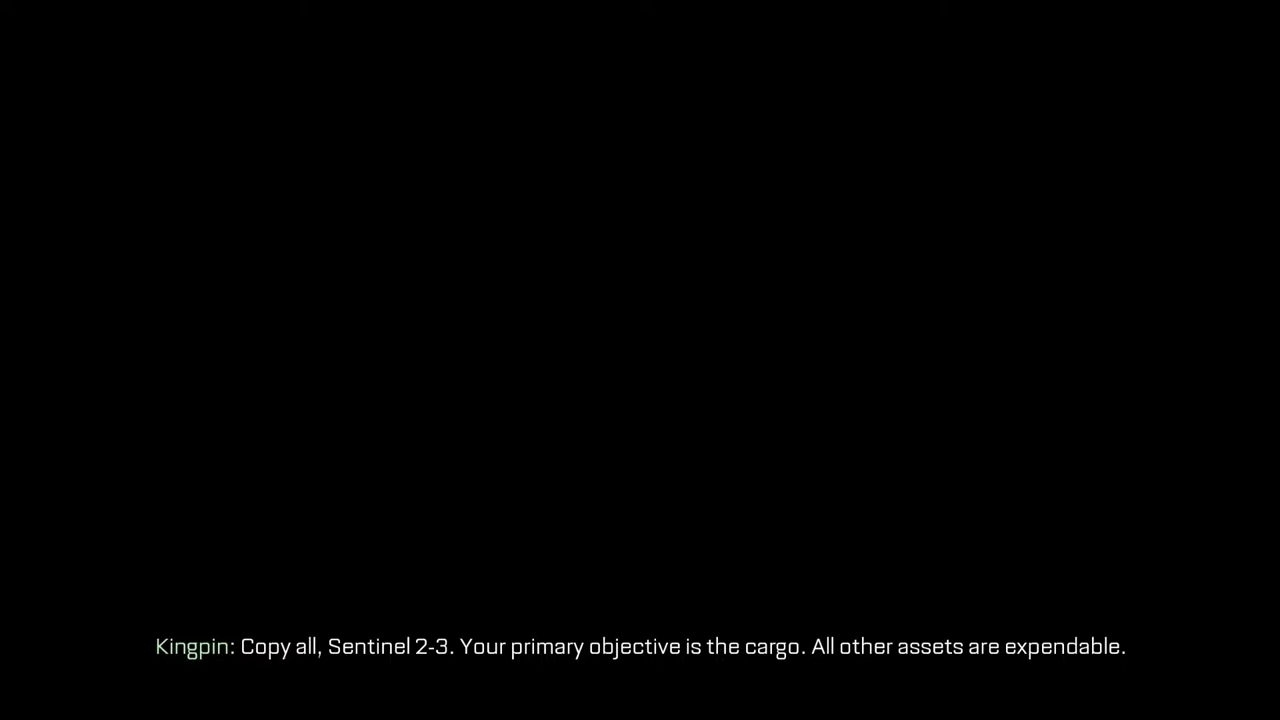 Kingpin: Copy all, Sentinel 2-3. Your primary objective is the cargo. All other assets are expendable.